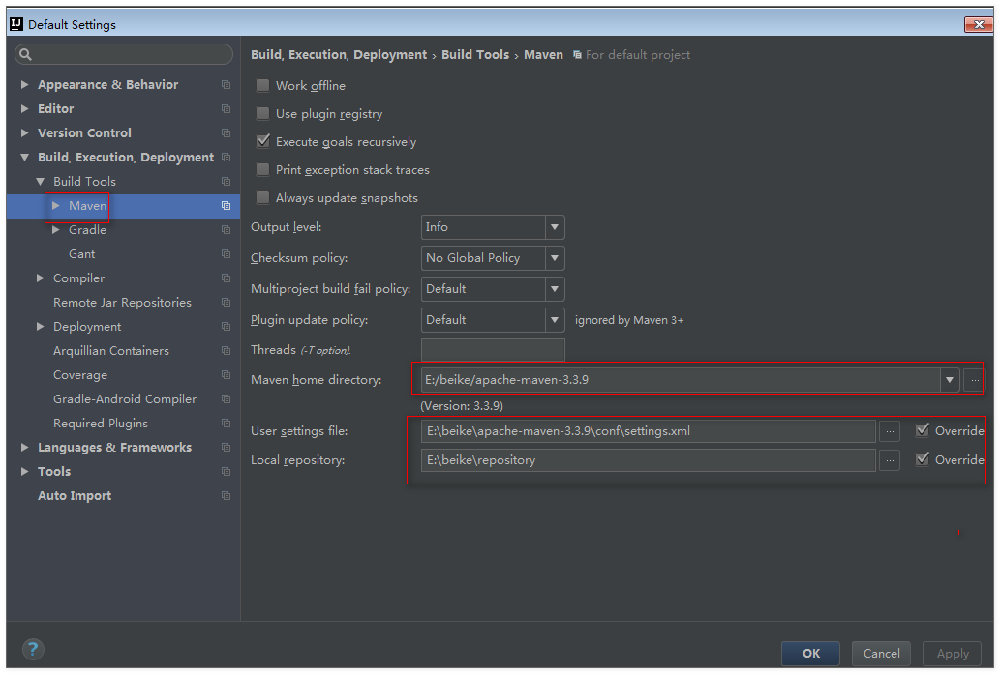 Default Settings
Appearance & Behavior
Editor
Version Control
Build, Execution, Deployment
Build Tools
Maven
Gradle
Gant
Compiler
Remote Jar Repositories
Deployment
Arquillian Containers
Coverage
Gradle-Android Compiler
Required Plugins
Languages & Frameworks
Tools
Auto Import
Build, Execution, Deployment › Build Tools › Maven For default project
Work offline
Use plugin registry
Execute goals recursively
Print exception stack traces
Always update snapshots
Output level: Info
Checksum policy: No Global Policy
Multiproject build fail policy: Default
Plugin update policy: Default ignored by Maven 3+
Threads (-T option).
Maven home directory: E:/beike/apache-maven-3.3.9 ...
(Version: 3.3.9)
User settings file: E:\beike\apache-maven-3.3.9\conf\settings.xml ... Override
Local repository: E:\beike\repository ... Override
? OK Cancel Apply